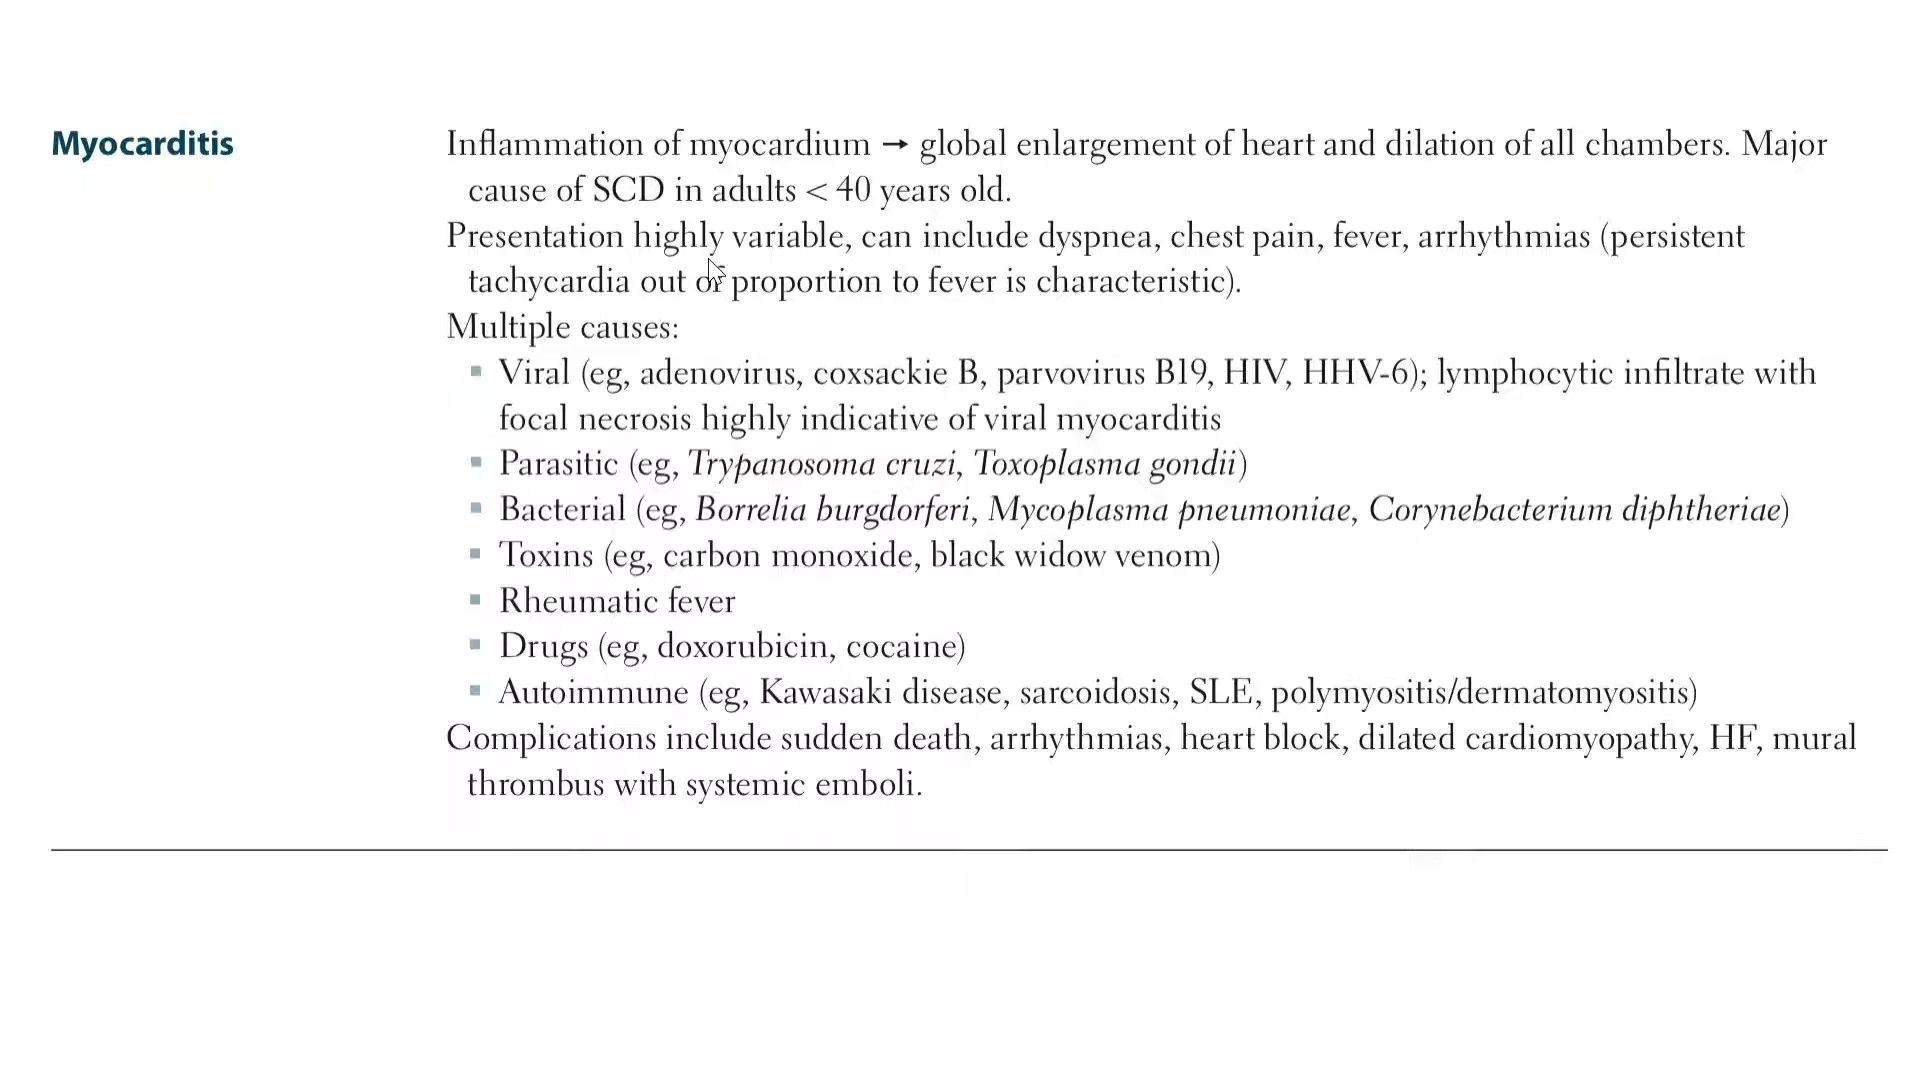 Myocarditis
Inflammation of myocardium → global enlargement of heart and dilation of all chambers. Major
cause of SCD in adults < 40 years old.
Presentation highly variable, can include dyspnea, chest pain, fever, arrhythmias (persistent
tachycardia out of proportion to fever is characteristic).
Multiple causes:
▪ Viral (eg, adenovirus, coxsackie B, parvovirus B19, HIV, HHV-6); lymphocytic infiltrate with
focal necrosis highly indicative of viral myocarditis
▪ Parasitic (eg, Trypanosoma cruzi, Toxoplasma gondii)
▪ Bacterial (eg, Borrelia burgdorferi, Mycoplasma pneumoniae, Corynebacterium diphtheriae)
▪ Toxins (eg, carbon monoxide, black widow venom)
▪ Rheumatic fever
▪ Drugs (eg, doxorubicin, cocaine)
▪ Autoimmune (eg, Kawasaki disease, sarcoidosis, SLE, polymyositis/dermatomyositis)
Complications include sudden death, arrhythmias, heart block, dilated cardiomyopathy, HF, mural
thrombus with systemic emboli.